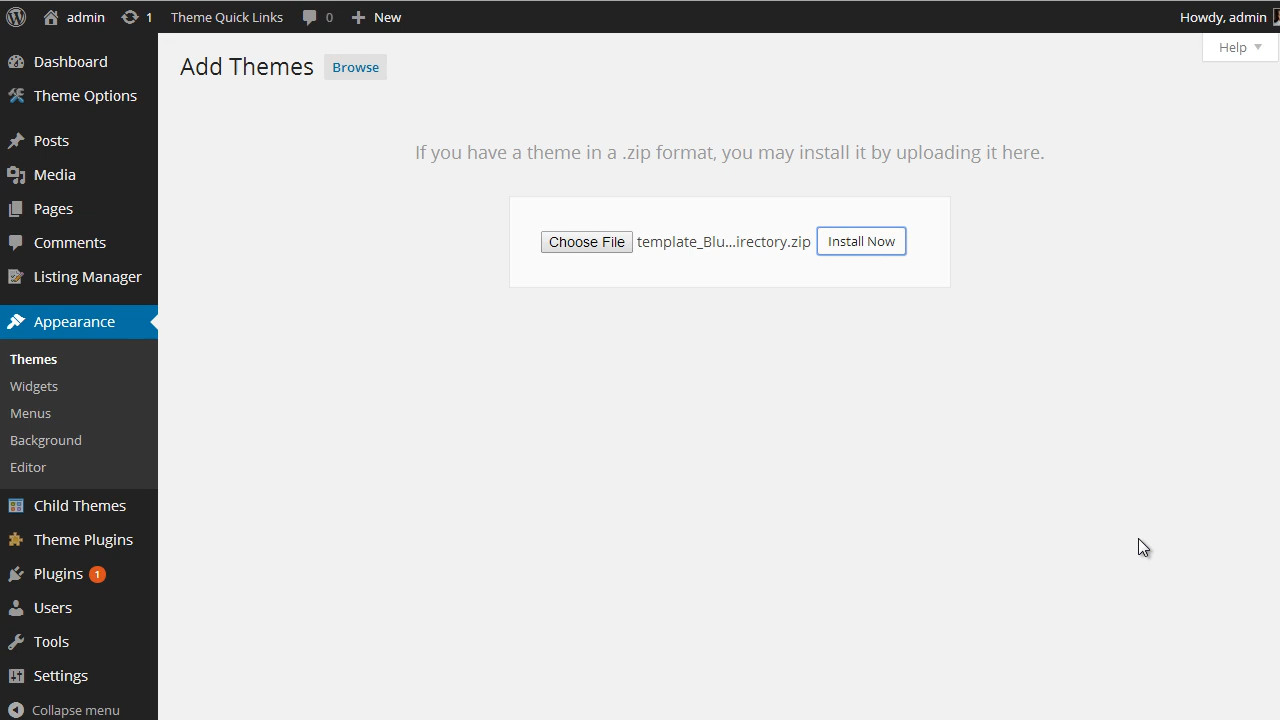 admin 1 Theme Quick Links 0 New Howdy, admin
Help
Add Themes Browse
Dashboard
Theme Options
Posts
Media
Pages
Comments
Listing Manager
Appearance
Themes
Widgets
Menus
Background
Editor
Child Themes
Theme Plugins
Plugins 1
Users
Tools
Settings
Collapse menu
If you have a theme in a .zip format, you may install it by uploading it here.
Choose File template_Blu...irectory.zip Install Now